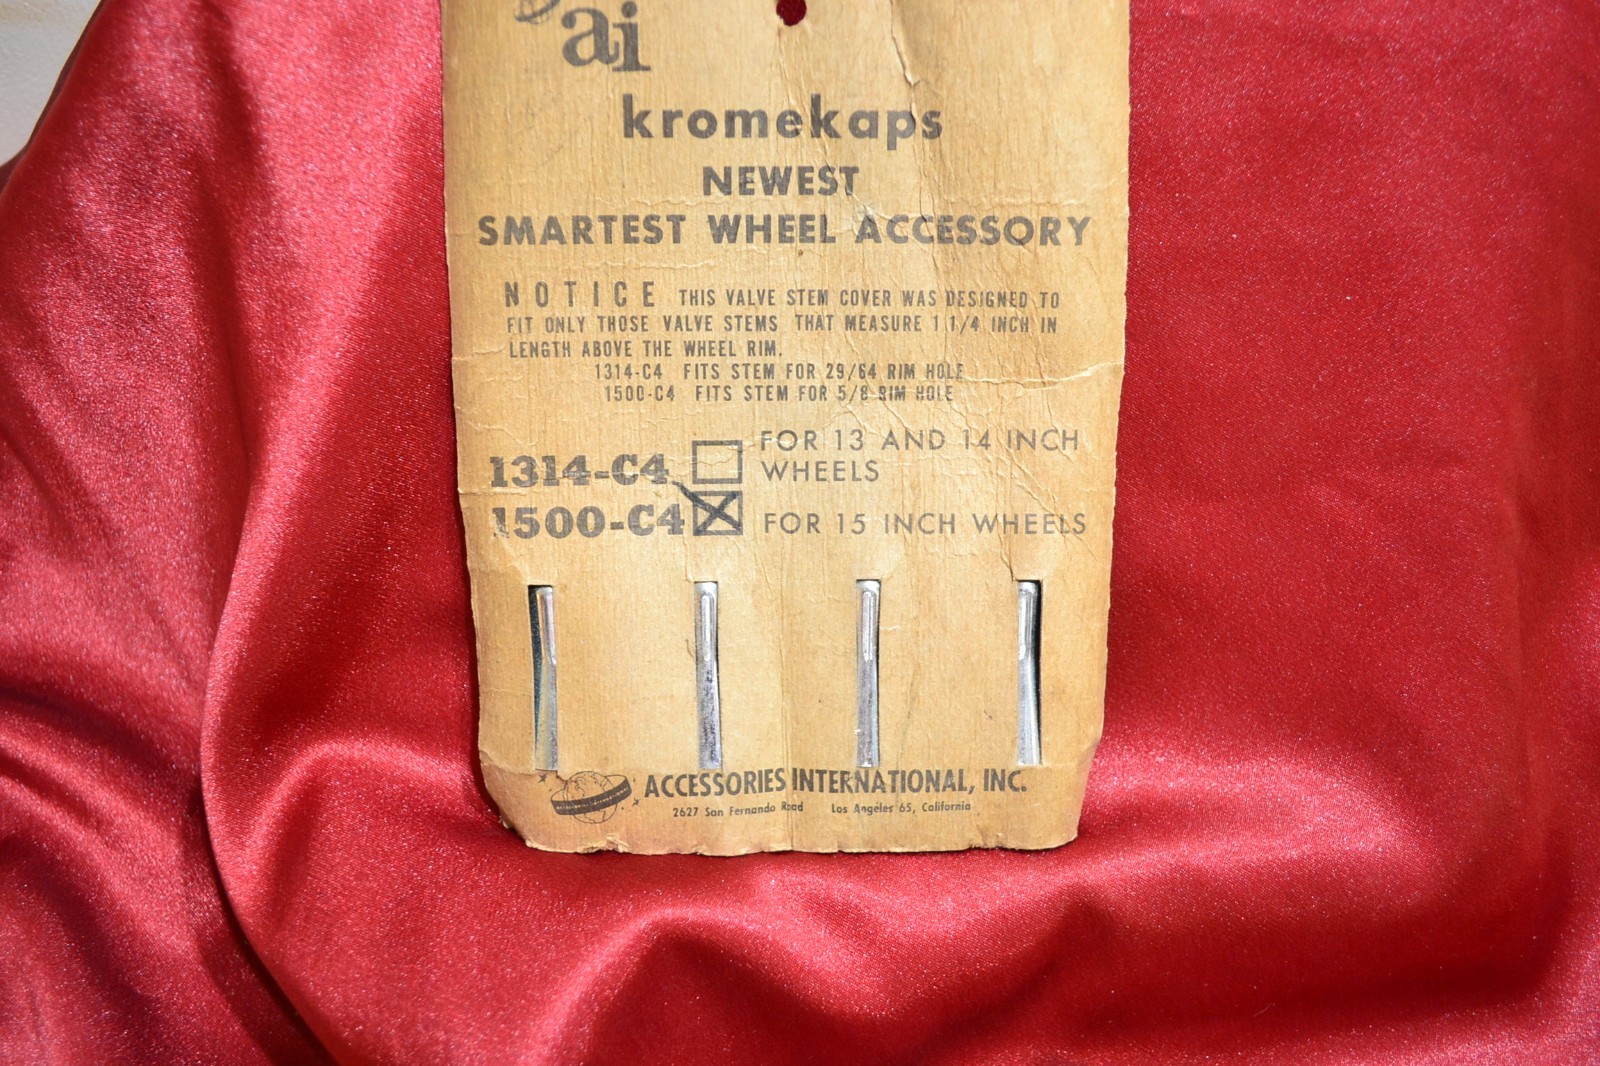 ai
kromekaps
NEWEST
SMARTEST WHEEL ACCESSORY
NOTICE THIS VALVE STEM COVER WAS DESIGNED TO
FIT ONLY THOSE VALVE STEMS THAT MEASURE 1 1/4 INCH IN
LENGTH ABOVE THE WHEEL RIM.
1314-C4 FITS STEM FOR 29/64 RIM HOLE
1500-C4 FITS STEM FOR 5/8 RIM HOLE
1314-C4 FOR 13 AND 14 INCH
WHEELS
1500-C4 FOR 15 INCH WHEELS
ACCESSORIES INTERNATIONAL, INC.
2627 San Fernando Road Los Angeles 65, California